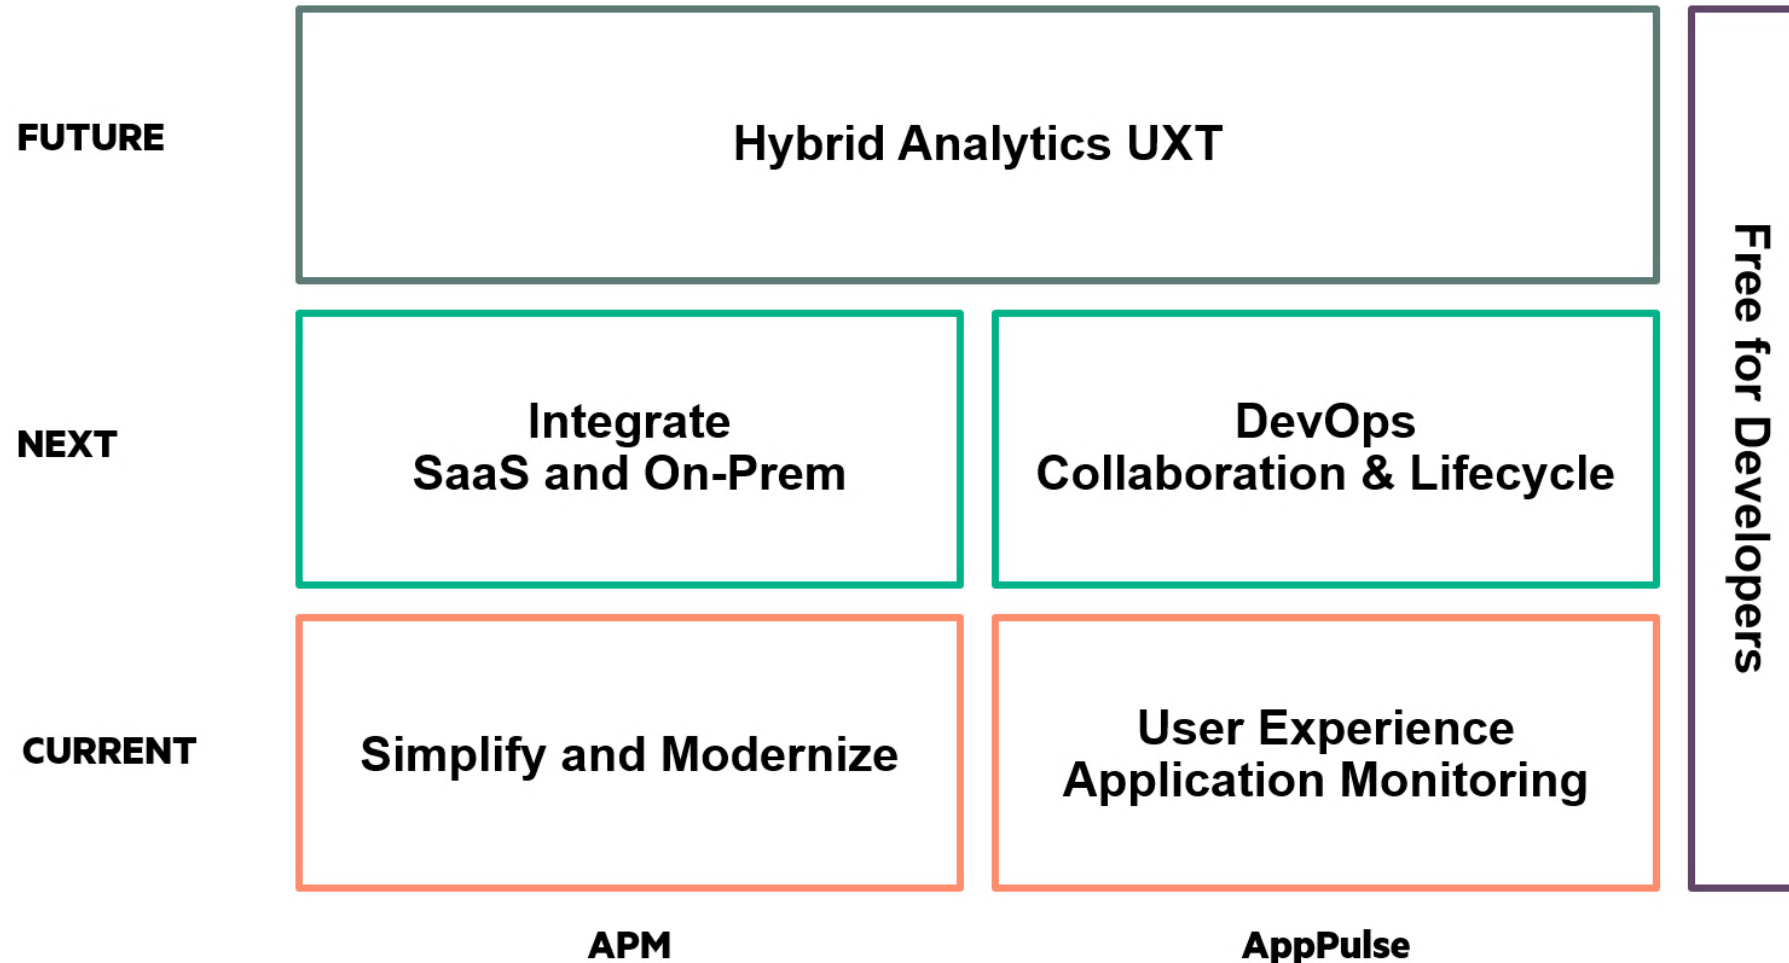 FUTURE
Hybrid Analytics UXT
NEXT
Integrate
SaaS and On-Prem
DevOps
Collaboration & Lifecycle
CURRENT
Simplify and Modernize
User Experience
Application Monitoring
Free for Developers
APM
AppPulse